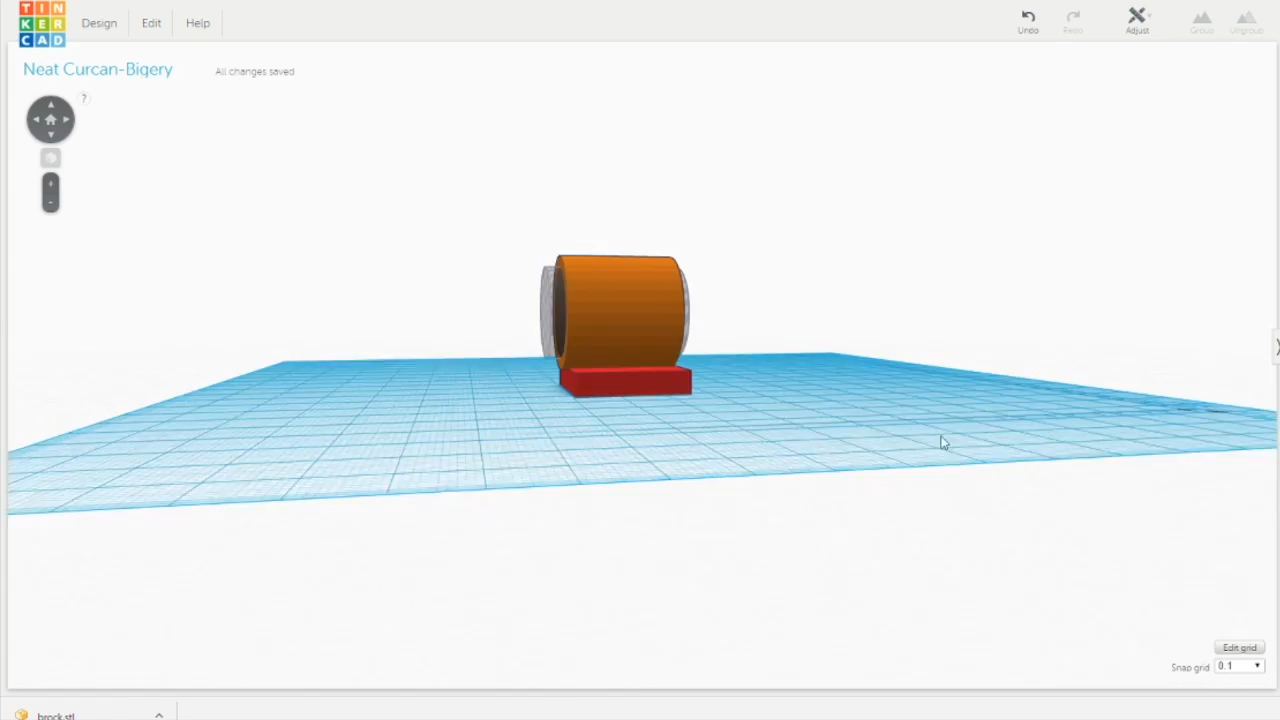 TIN
KER
CAD
Design
Edit
Help
Undo
Redo
Adjust
Group
Ungroup
Neat Curcan-Bigery
All changes saved
?
+
-
Edit grid
Snap grid 0.1
brock.stl